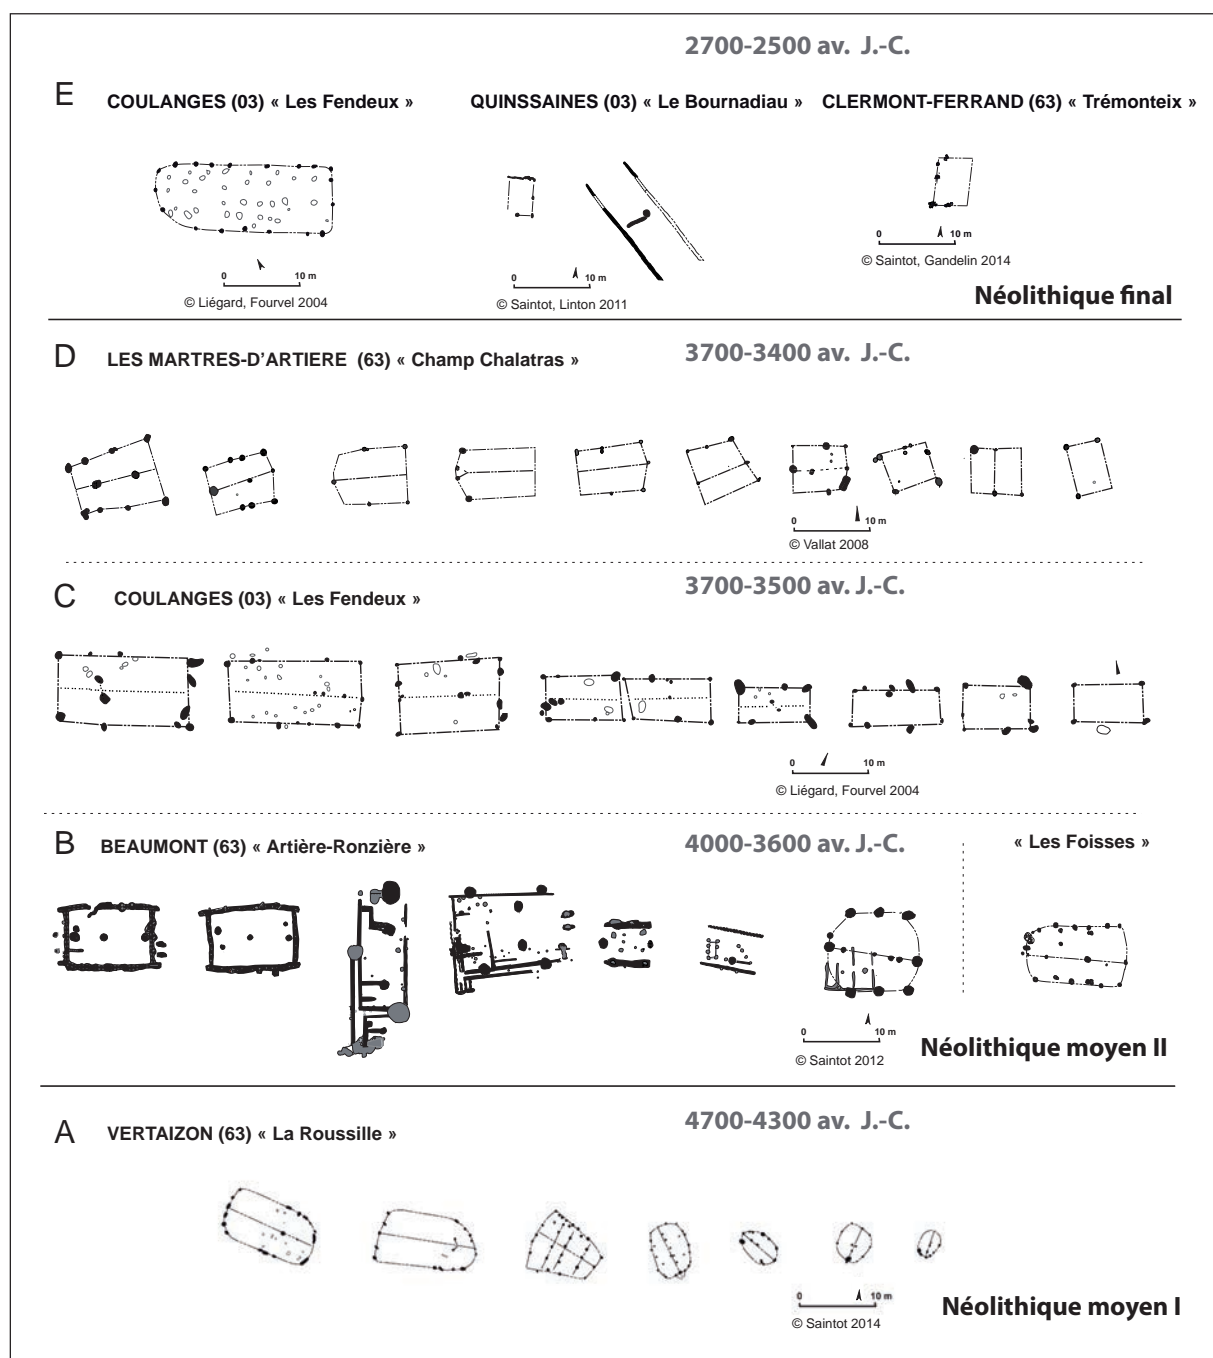 2700-2500 av. J.-C.
E COULANGES (03) « Les Fendeux » QUINSSAINES (03) « Le Bournadiau » CLERMONT-FERRAND (63) « Trémonteix »
0 10 m
© Liégard, Fourvel 2004
0 10 m
© Saintot, Linton 2011
0 10 m
© Saintot, Gandelin 2014
Néolithique final
D LES MARTRES-D'ARTIERE (63) « Champ Chalatras » 3700-3400 av. J.-C.
0 10 m
© Vallat 2008
C COULANGES (03) « Les Fendeux » 3700-3500 av. J.-C.
0 10 m
© Liégard, Fourvel 2004
B BEAUMONT (63) « Artière-Ronzière » 4000-3600 av. J.-C. « Les Foisses »
0 10 m
© Saintot 2012
Néolithique moyen II
A VERTAIZON (63) « La Roussille » 4700-4300 av. J.-C.
0 10 m
© Saintot 2014
Néolithique moyen I